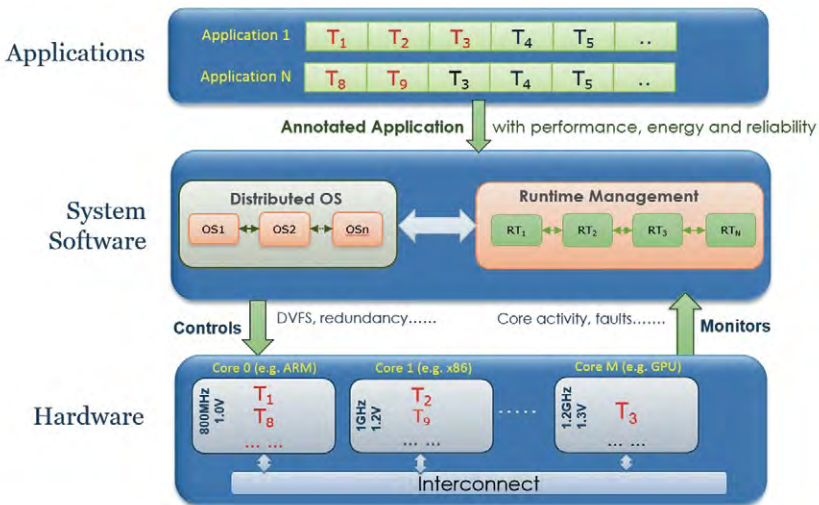 Applications
Application 1 T1 T2 T3 T4 T5 ..
Application N T8 T9 T3 T4 T5 ..
Annotated Application with performance, energy and reliability
System Software
Distributed OS
OS1 OS2 OSn
Runtime Management
RT1 RT2 RT3 RTN
Controls DVFS, redundancy......
Core activity, faults....... Monitors
Hardware
Core 0 (e.g. ARM) Core 1 (e.g. x86) Core M (e.g. GPU)
800MHz
1.0V
T1
T8
... ...
1GHz
1.2V
T2
T9
... ...
......
1.2GHz
1.3V
T3
... ...
Interconnect